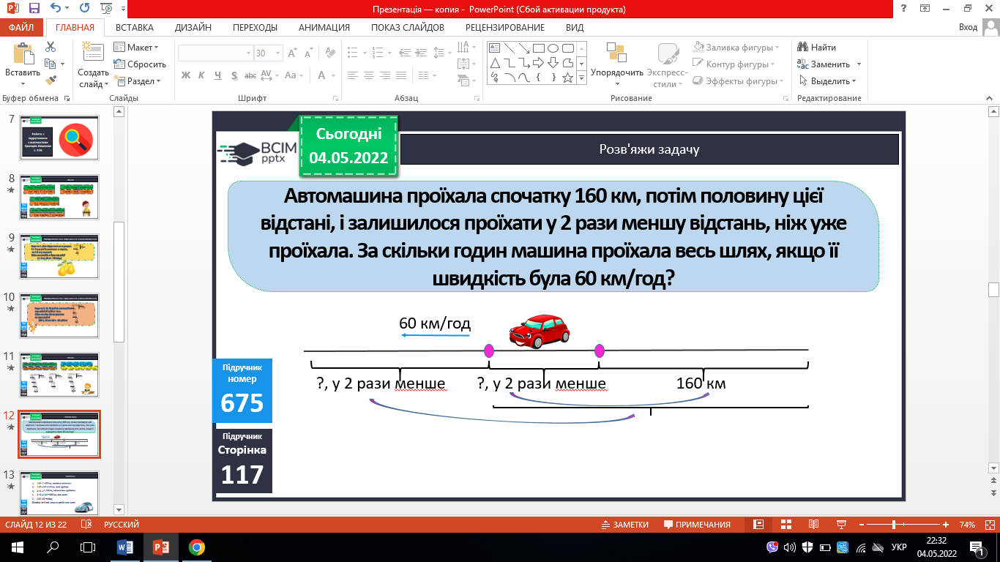 Презентація — копия - PowerPoint (Сбой активации продукта)
ФАЙЛ ГЛАВНАЯ ВСТАВКА ДИЗАЙН ПЕРЕХОДЫ АНИМАЦИЯ ПОКАЗ СЛАЙДОВ РЕЦЕНЗИРОВАНИЕ ВИД Вход
Вставить
Буфер обмена
Создать слайд
Макет
Сбросить
Раздел
Слайды
30
Ж К Ч S abc AV Aa А
Шрифт
Абзац
Упорядочить
Экспресс-стили
Заливка фигуры
Контур фигуры
Эффекты фигуры
Рисование
Найти
Заменить
Выделить
Редактирование
7
8
9
10
11
12
13
Сьогодні
04.05.2022
ВСІМ
pptx
Розв'яжи задачу
Автомашина проїхала спочатку 160 км, потім половину цієї
відстані, і залишилося проїхати у 2 рази меншу відстань, ніж уже
проїхала. За скільки годин машина проїхала весь шлях, якщо її
швидкість була 60 км/год?
60 км/год
?, у 2 рази менше ?, у 2 рази менше 160 км
Підручник
номер
675
Підручник
Сторінка
117
СЛАЙД 12 ИЗ 22 РУССКИЙ ЗАМЕТКИ ПРИМЕЧАНИЯ 74%
УКР
22:32
04.05.2022
1